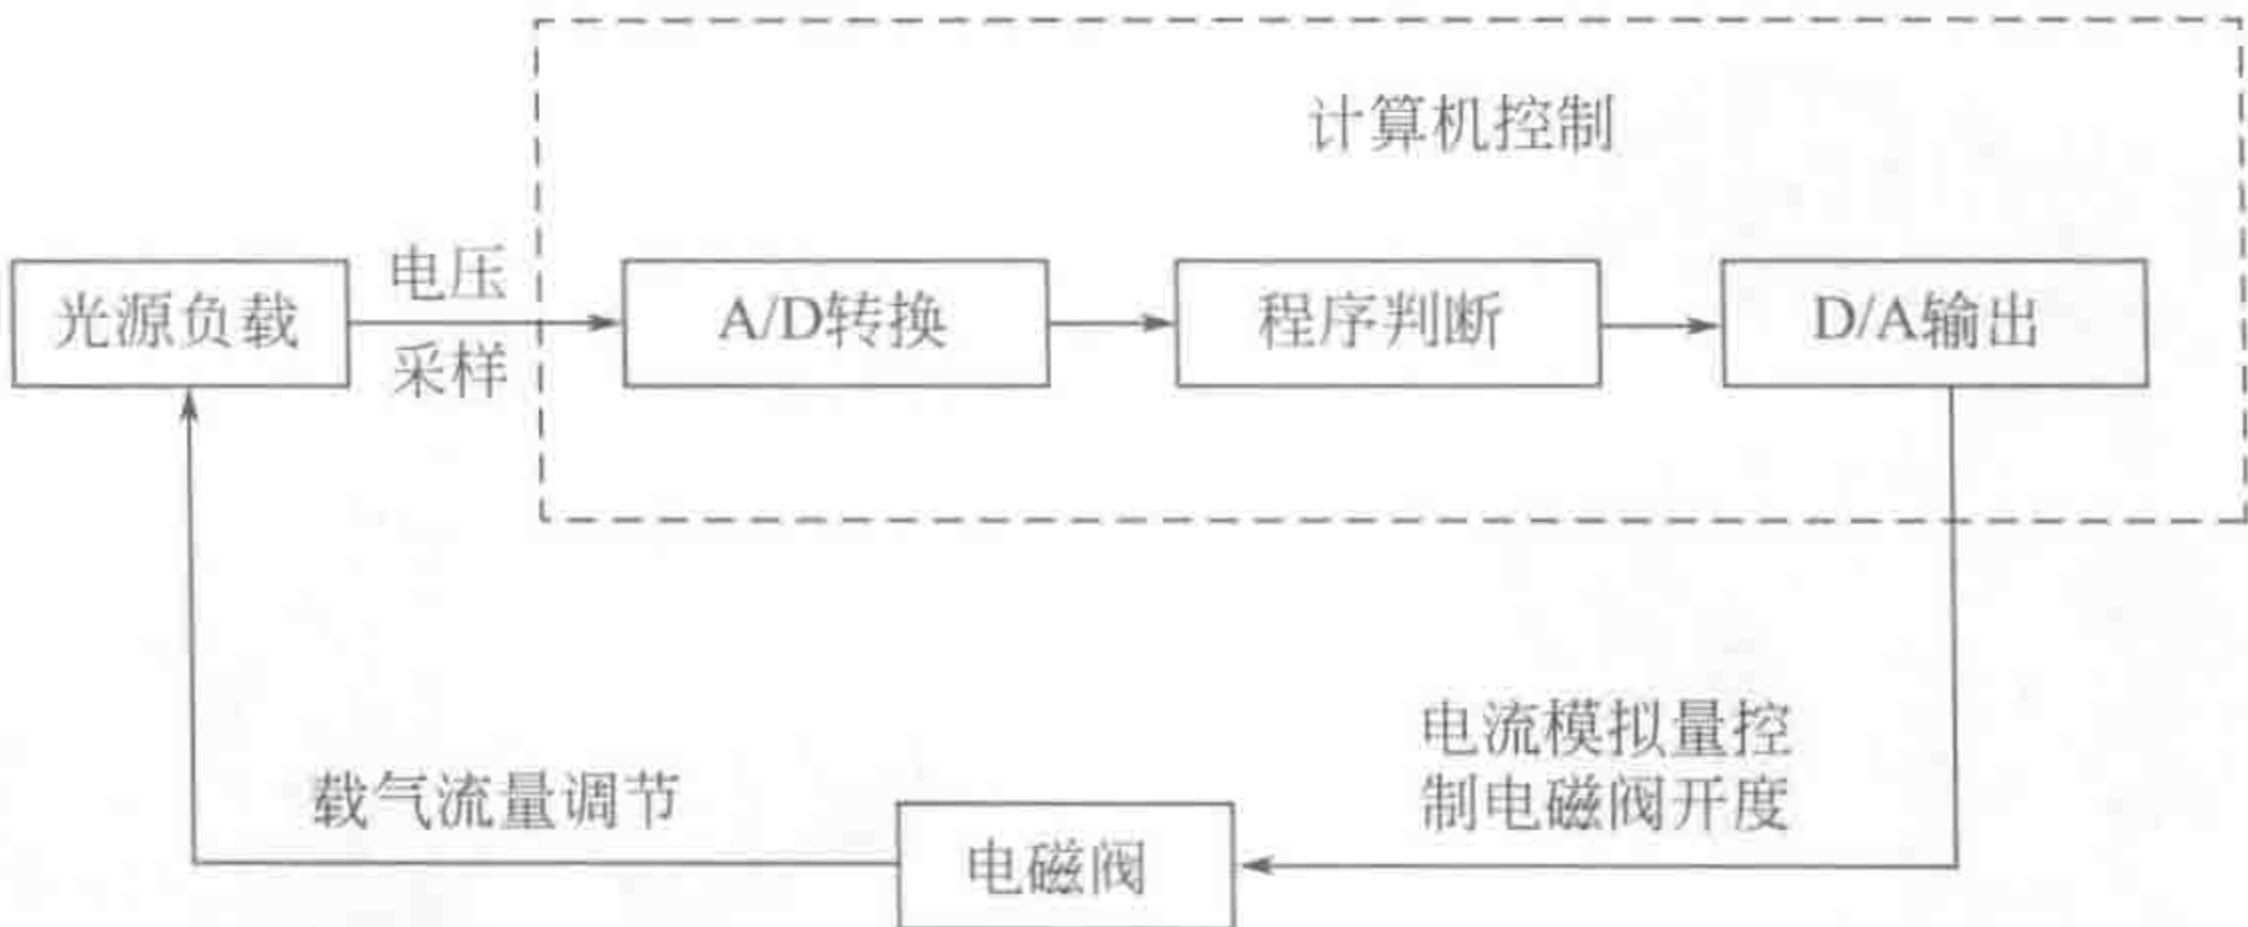 计算机控制
电压
采样
光源负载
A/D转换
程序判断
D/A输出
电流模拟量控
制电磁阀开度
载气流量调节
电磁阀